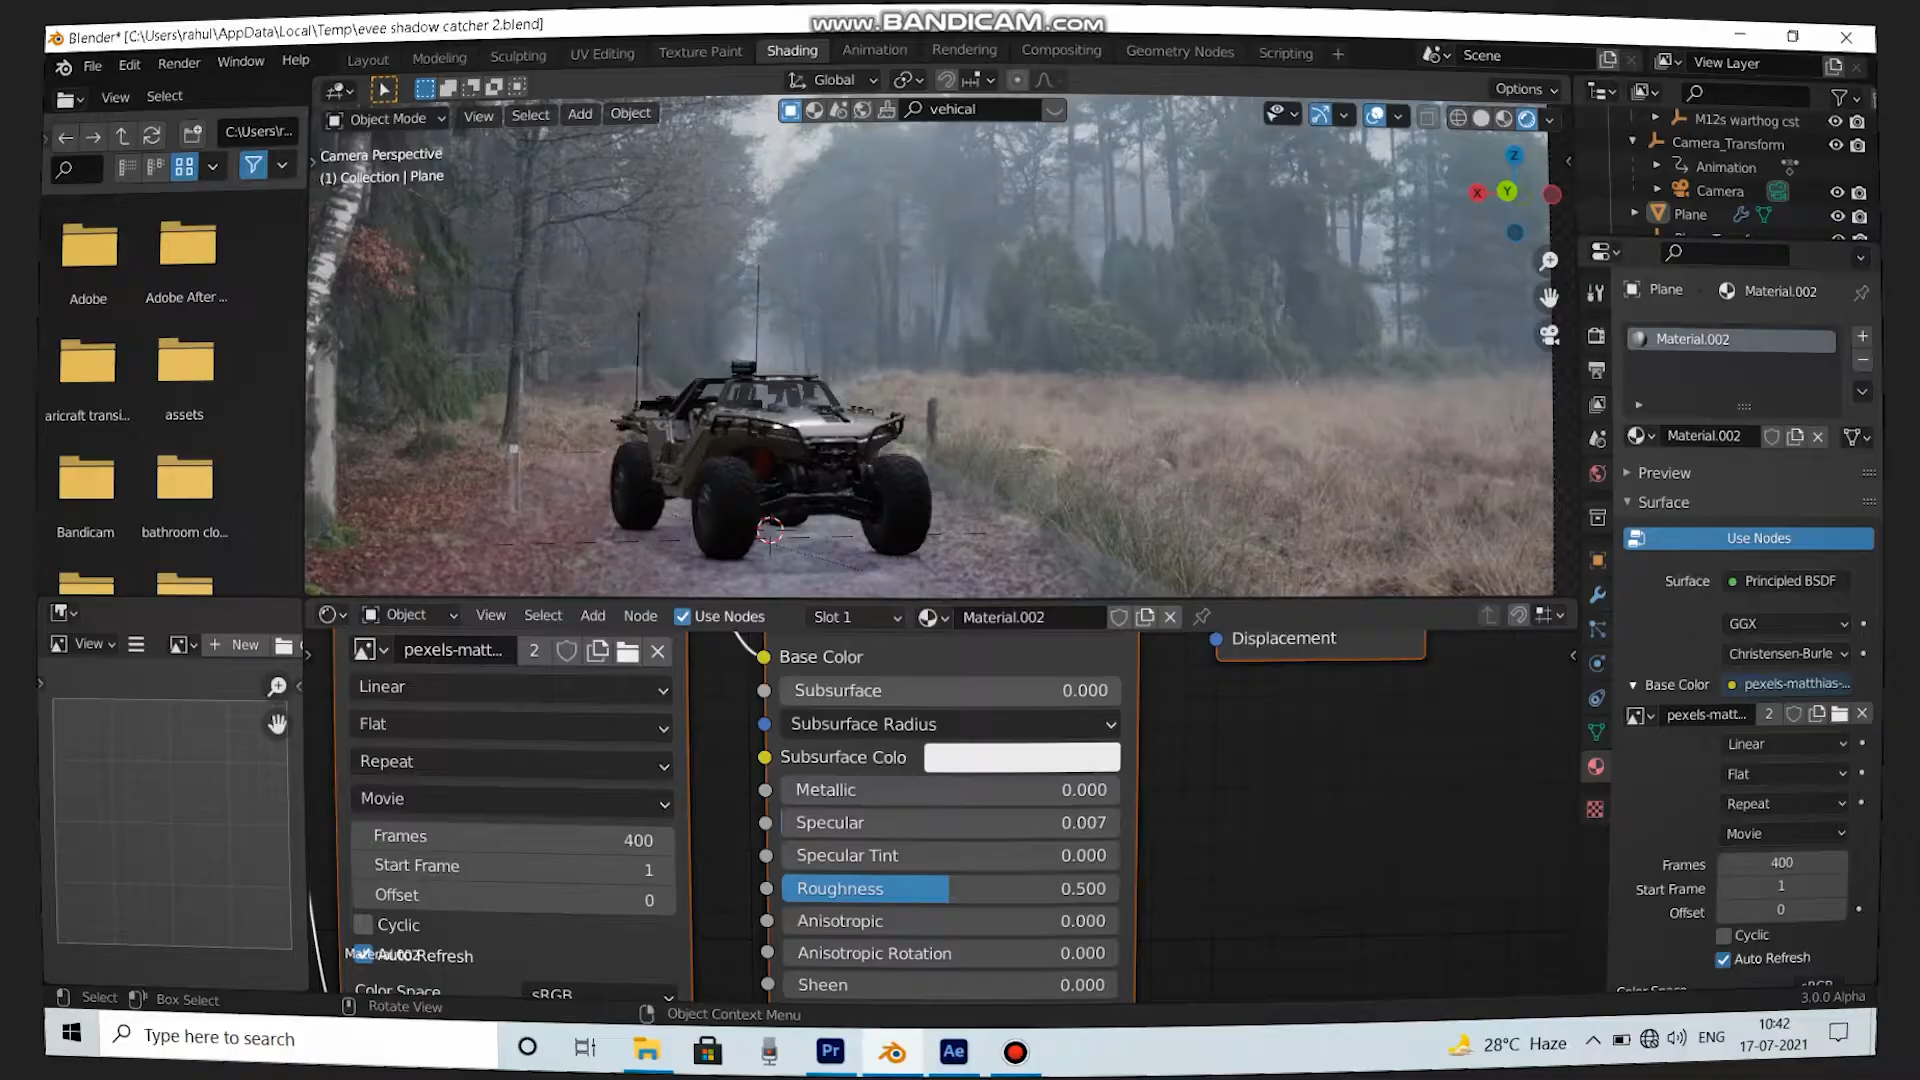 www.BANDICAM.com
Blender* [C:\Users\rahul\AppData\Local\Temp\evee shadow catcher 2.blend]
File Edit Render Window Help
Layout Modeling Sculpting UV Editing Texture Paint Shading Animation Rendering Compositing Geometry Nodes Scripting +
Scene
View Layer
View Select
Global
Options
C:\Users\r...
Object Mode View Select Add Object
vehical
Camera Perspective
(1) Collection | Plane
Z
X
Y
M12s warthog cst
Camera_Transform
Animation
Camera
Plane
Adobe
Adobe After ...
aricraft transi...
assets
Bandicam
bathroom clo...
Plane
Material.002
Material.002
Material.002
Preview
Surface
Use Nodes
Surface
Principled BSDF
GGX
Christensen-Burle
Base Color
pexels-matthias-...
pexels-matt...
2
Linear
Flat
Repeat
Movie
Frames 400
Start Frame 1
Offset 0
Cyclic
Auto Refresh
3.0.0 Alpha
View
New
Object View Select Add Node Use Nodes Slot 1 Material.002
pexels-matt...
2
Linear
Flat
Repeat
Movie
Frames 400
Start Frame 1
Offset 0
Cyclic
Auto Refresh
Color Space
sRGB
Base Color
Subsurface 0.000
Subsurface Radius
Subsurface Colo
Metallic 0.000
Specular 0.007
Specular Tint 0.000
Roughness 0.500
Anisotropic 0.000
Anisotropic Rotation 0.000
Sheen 0.000
Displacement
Select
Box Select
Rotate View
Object Context Menu
Type here to search
Pr
Ae
28°C Haze
ENG
10:42
17-07-2021